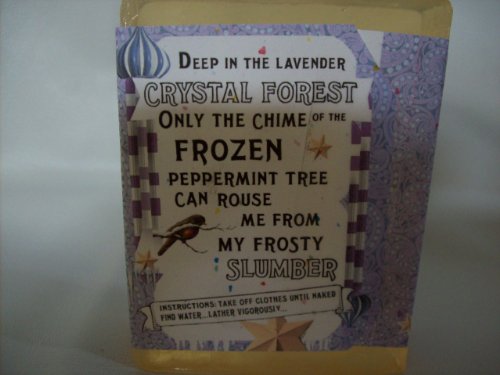 DEEP IN THE LAVENDER
CRYSTAL FOREST
ONLY THE CHIME OF THE
FROZEN
PEPPERMINT TREE
CAN ROUSE
ME FROM
MY FROSTY
SLUMBER
INSTRUCTIONS: TAKE OFF CLOTHES UNTIL NAKED
FIND WATER...LATHER VIGOROUSLY...